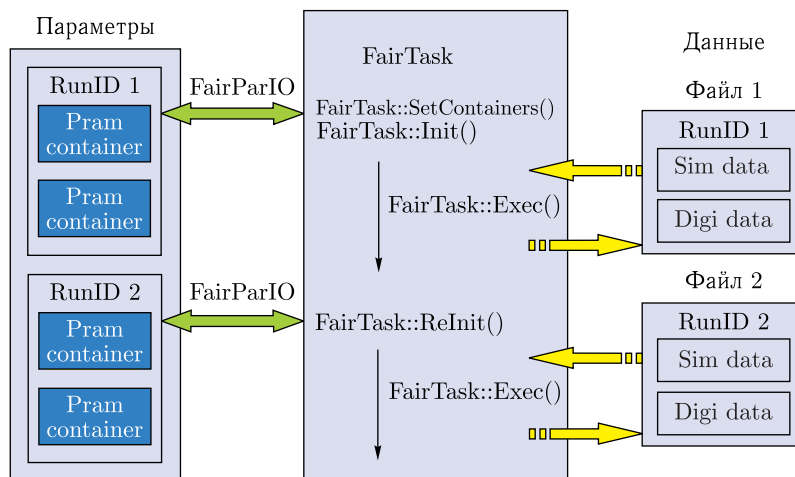 Параметры
RunID 1
Pram
container
Pram
container
RunID 2
Pram
container
Pram
container
FairParIO
FairParIO
FairTask
FairTask::SetContainers()
FairTask::Init()
FairTask::Exec()
FairTask::ReInit()
FairTask::Exec()
Данные
Файл 1
RunID 1
Sim data
Digi data
Файл 2
RunID 2
Sim data
Digi data